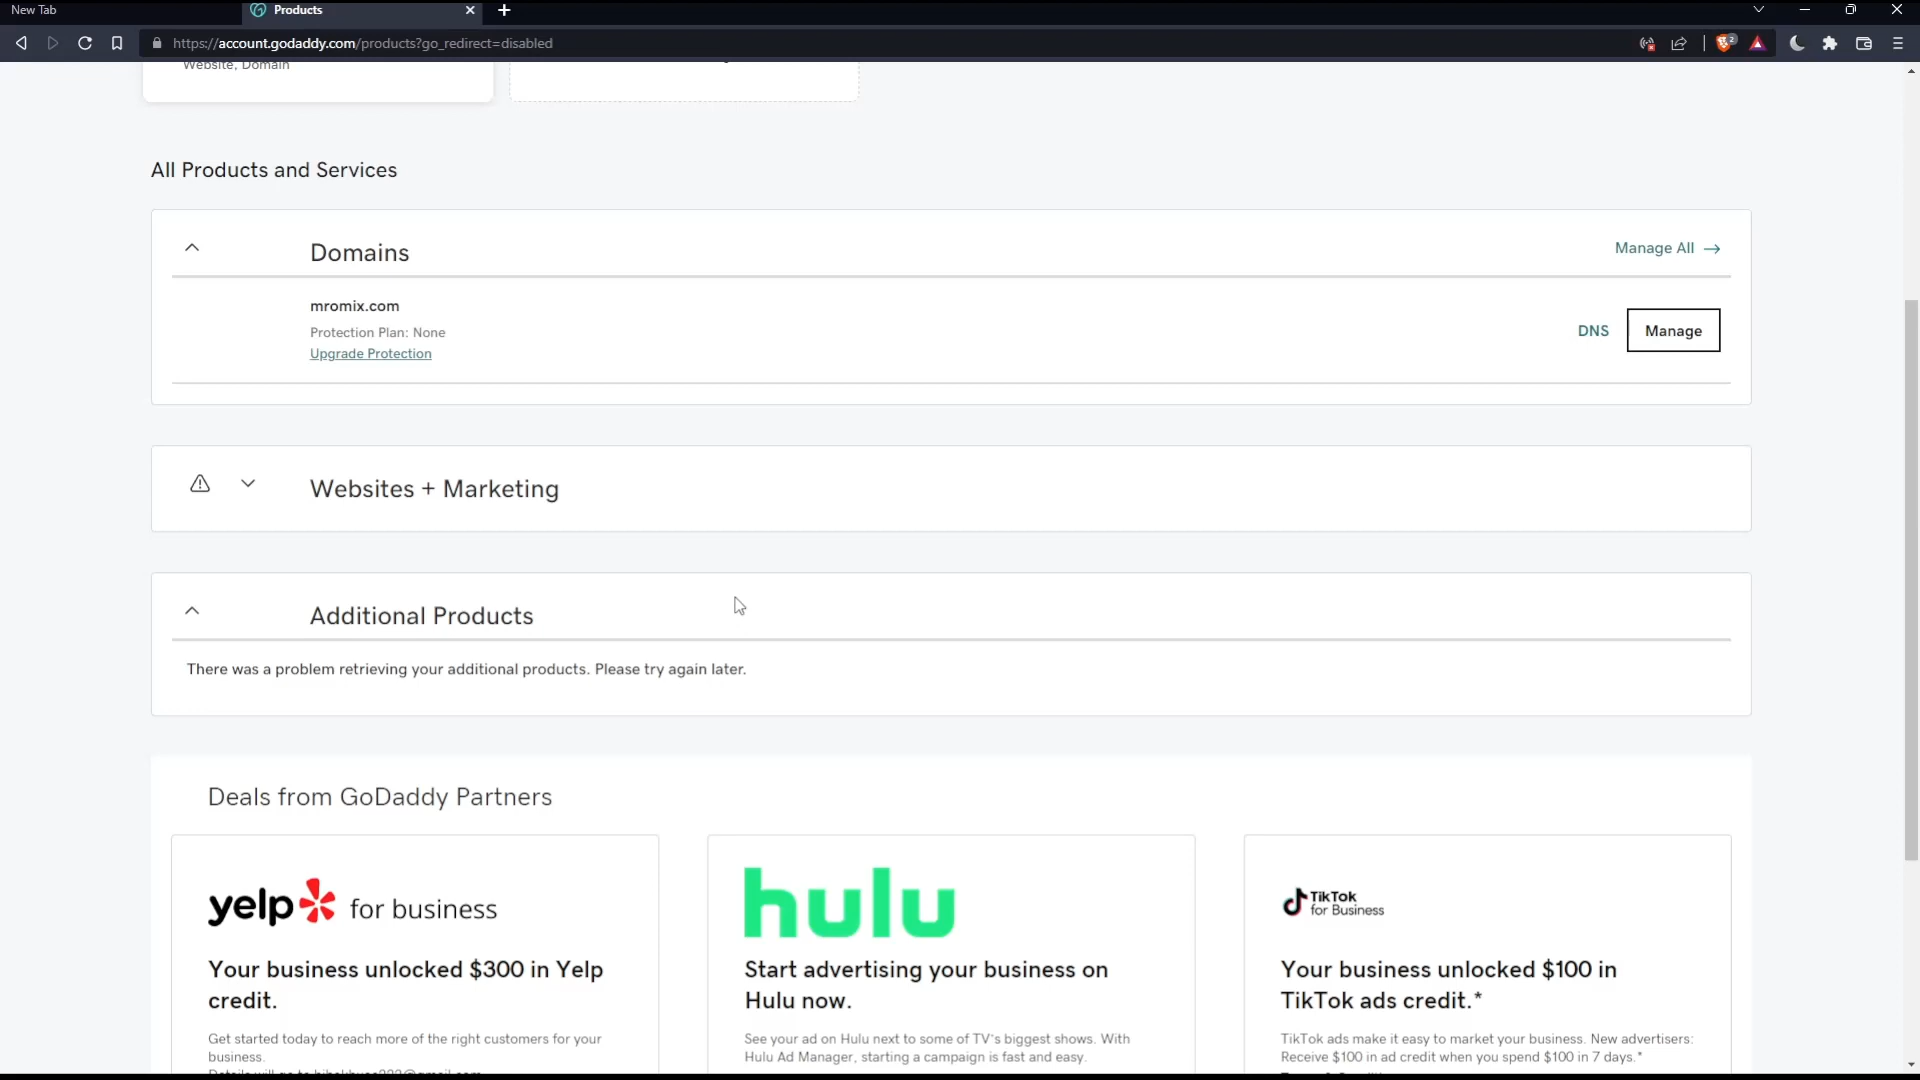 New Tab
Products
https://account.godaddy.com/products?go_redirect=disabled
2
Website, Domain
All Products and Services
Domains
Manage All
mromix.com
Protection Plan: None
Upgrade Protection
DNS
Manage
Websites + Marketing
Additional Products
There was a problem retrieving your additional products. Please try again later.
Deals from GoDaddy Partners
yelp for business
Your business unlocked $300 in Yelp
credit.
Get started today to reach more of the right customers for your
business.
hulu
Start advertising your business on
Hulu now.
See your ad on Hulu next to some of TV's biggest shows. With
Hulu Ad Manager, starting a campaign is fast and easy.
TikTok
for Business
Your business unlocked $100 in
TikTok ads credit.*
TikTok ads make it easy to market your business. New advertisers:
Receive $100 in ad credit when you spend $100 in 7 days.*